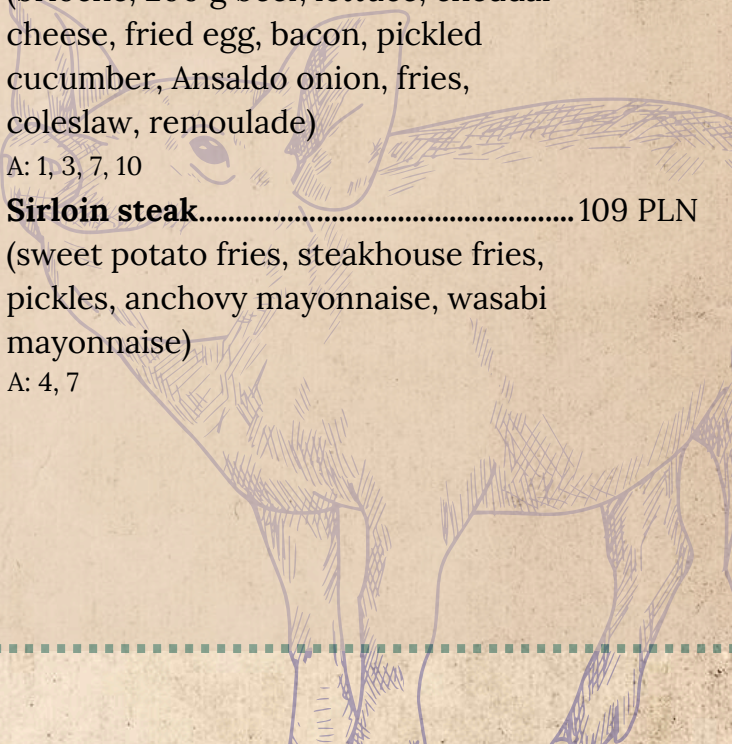 cheese, fried egg, bacon, pickled
cucumber, Ansaldo onion, fries,
coleslaw, remoulade)
A: 1, 3, 7, 10
Sirloin steak.................................................. 109 PLN
(sweet potato fries, steakhouse fries,
pickles, anchovy mayonnaise, wasabi
mayonnaise)
A: 4, 7